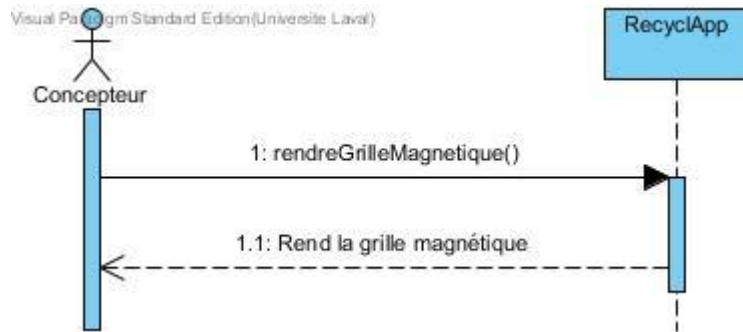 Visual Paradigm Standard Edition(Universite Laval)
RecyclApp
Concepteur
1: rendreGrilleMagnetique()
1.1: Rend la grille magnétique